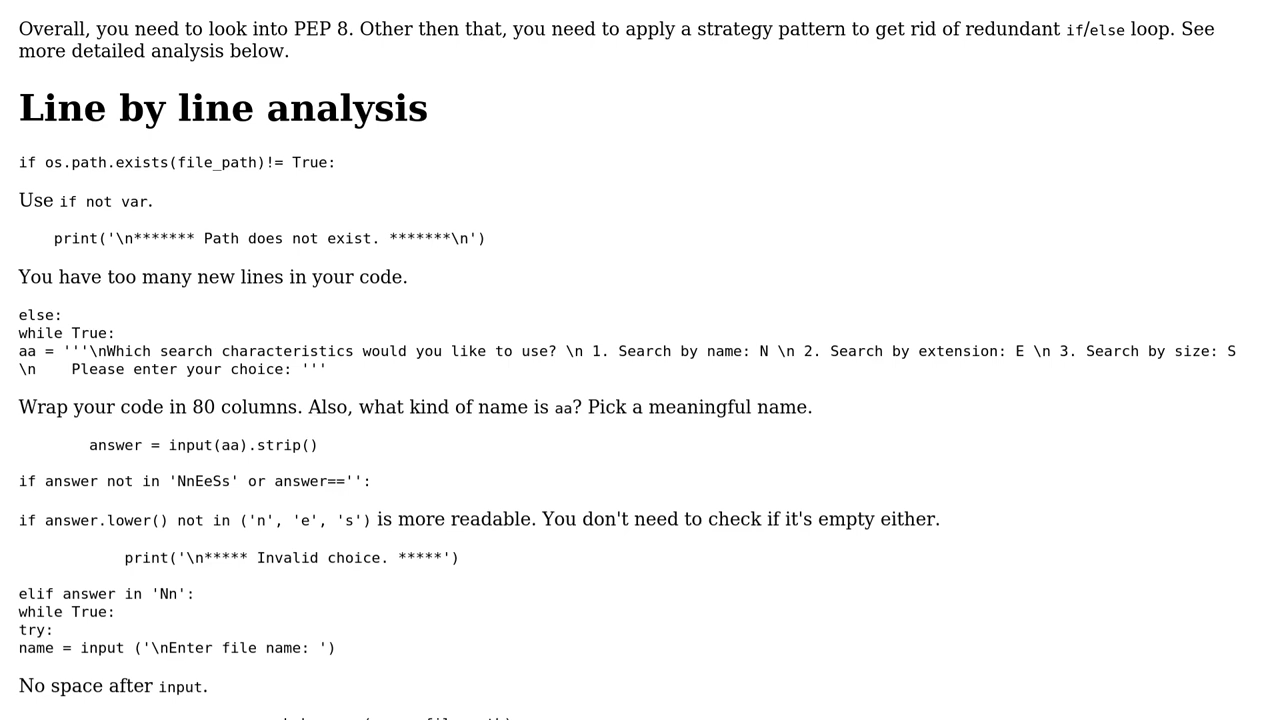 Overall, you need to look into PEP 8. Other then that, you need to apply a strategy pattern to get rid of redundant if/else loop. See
more detailed analysis below.
Line by line analysis
if os.path.exists(file_path)!= True:
Use if not var.
    print('\n******* Path does not exist. *******\n')
You have too many new lines in your code.
else:
while True:
aa = '''\nWhich search characteristics would you like to use? \n 1. Search by name: N \n 2. Search by extension: E \n 3. Search by size: S
\n    Please enter your choice: '''
Wrap your code in 80 columns. Also, what kind of name is aa? Pick a meaningful name.
        answer = input(aa).strip()
if answer not in 'NnEeSs' or answer=='':
if answer.lower() not in ('n', 'e', 's') is more readable. You don't need to check if it's empty either.
            print('\n***** Invalid choice. *****')
elif answer in 'Nn':
while True:
try:
name = input ('\nEnter file name: ')
No space after input.